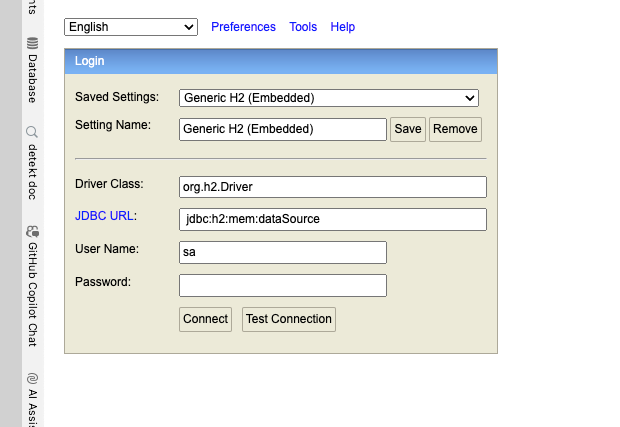 nts
Database
detekt doc
GitHub Copilot Chat
AI Assis
English Preferences Tools Help
Login
Saved Settings: Generic H2 (Embedded)
Setting Name: Generic H2 (Embedded) Save Remove
Driver Class: org.h2.Driver
JDBC URL: jdbc:h2:mem:dataSource
User Name: sa
Password:
Connect Test Connection